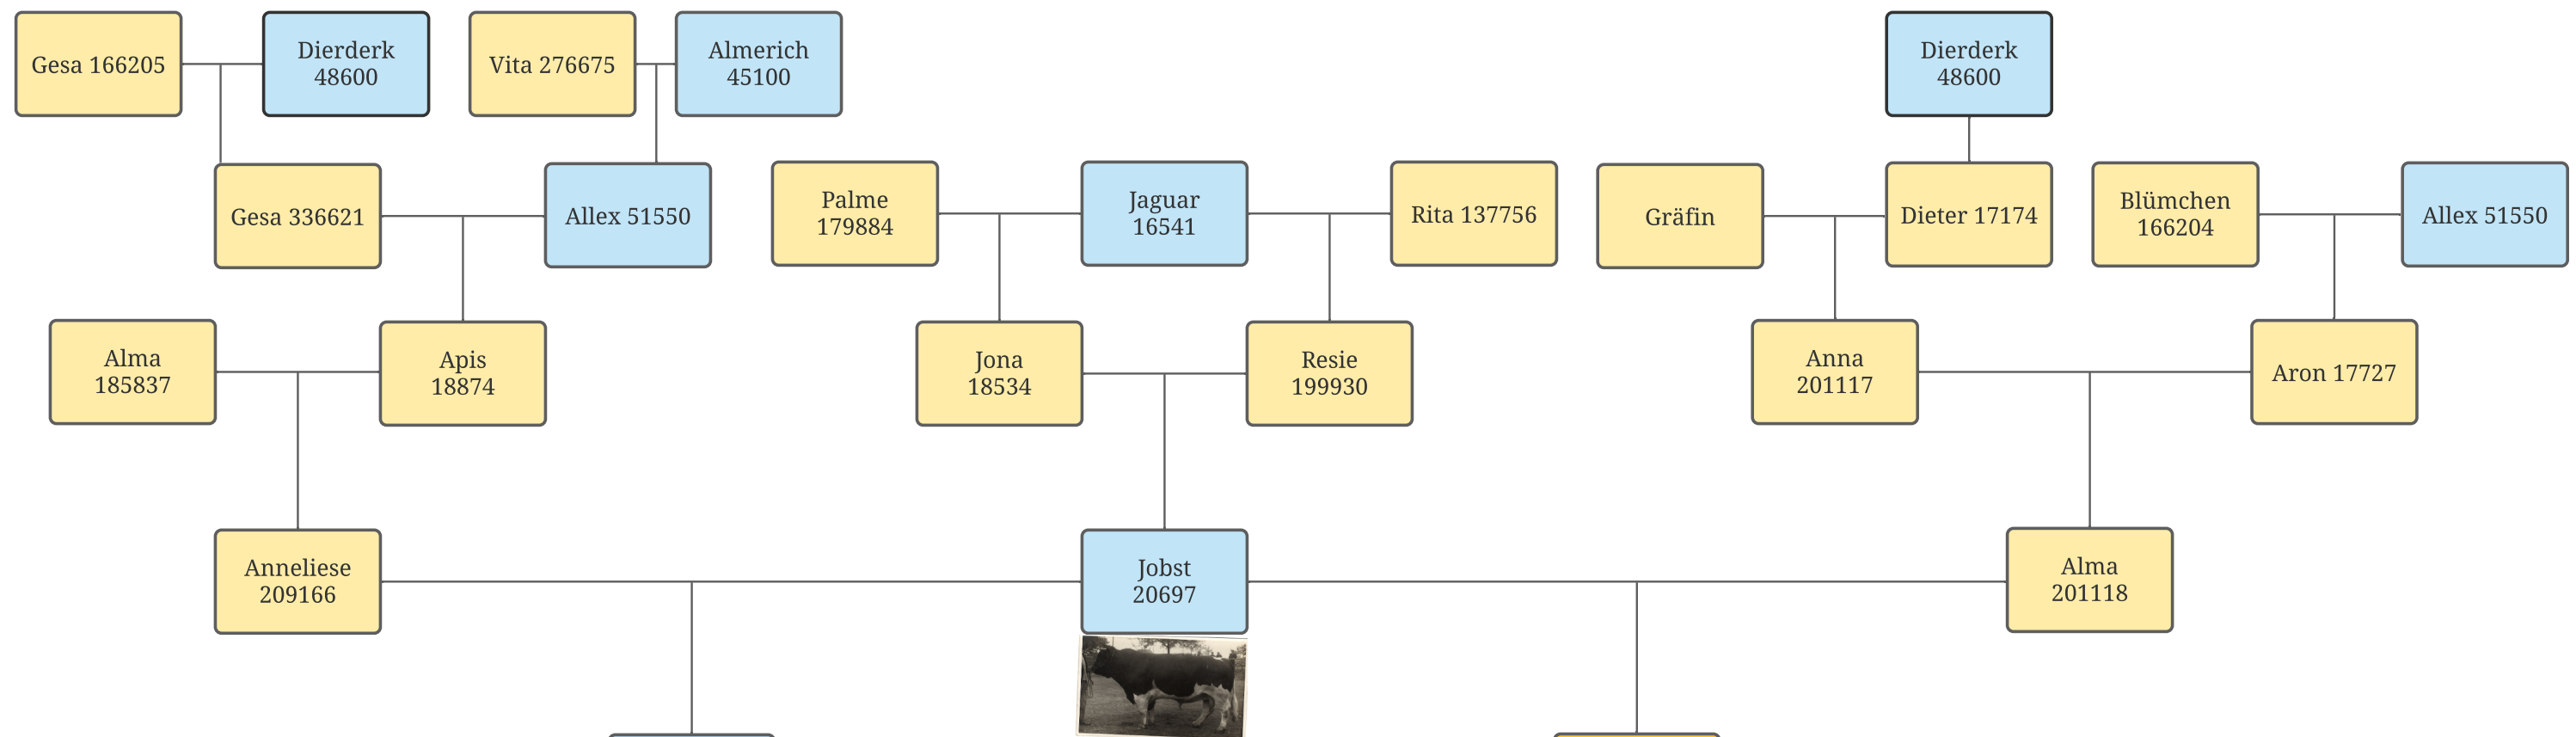 Gesa 166205
Dierderk
48600
Vita 276675
Almerich
45100
Dierderk
48600
Gesa 336621
Allex 51550
Palme
179884
Jaguar
16541
Rita 137756
Gräfin
Dieter 17174
Blümchen
166204
Allex 51550
Alma
185837
Apis
18874
Jona
18534
Resie
199930
Anna
201117
Aron 17727
Anneliese
209166
Jobst
20697
Alma
201118